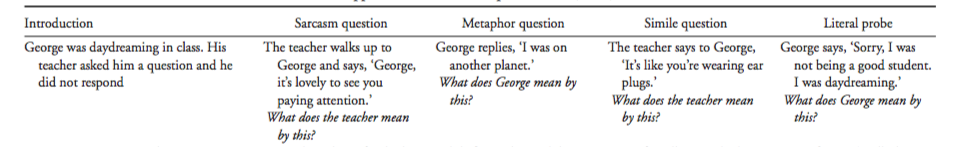 Introduction
Sarcasm question
Metaphor question
Simile question
Literal probe
George was daydreaming in class. His
teacher asked him a question and he
did not respond
The teacher walks up to
George and says, ‘George,
it’s lovely to see you
paying attention.’
What does the teacher mean
by this?
George replies, ‘I was on
another planet.’
What does George mean by
this?
The teacher says to George,
‘It’s like you’re wearing ear
plugs.’
What does the teacher mean
by this?
George says, ‘Sorry, I was
not being a good student.
I was daydreaming.’
What does George mean by
this?